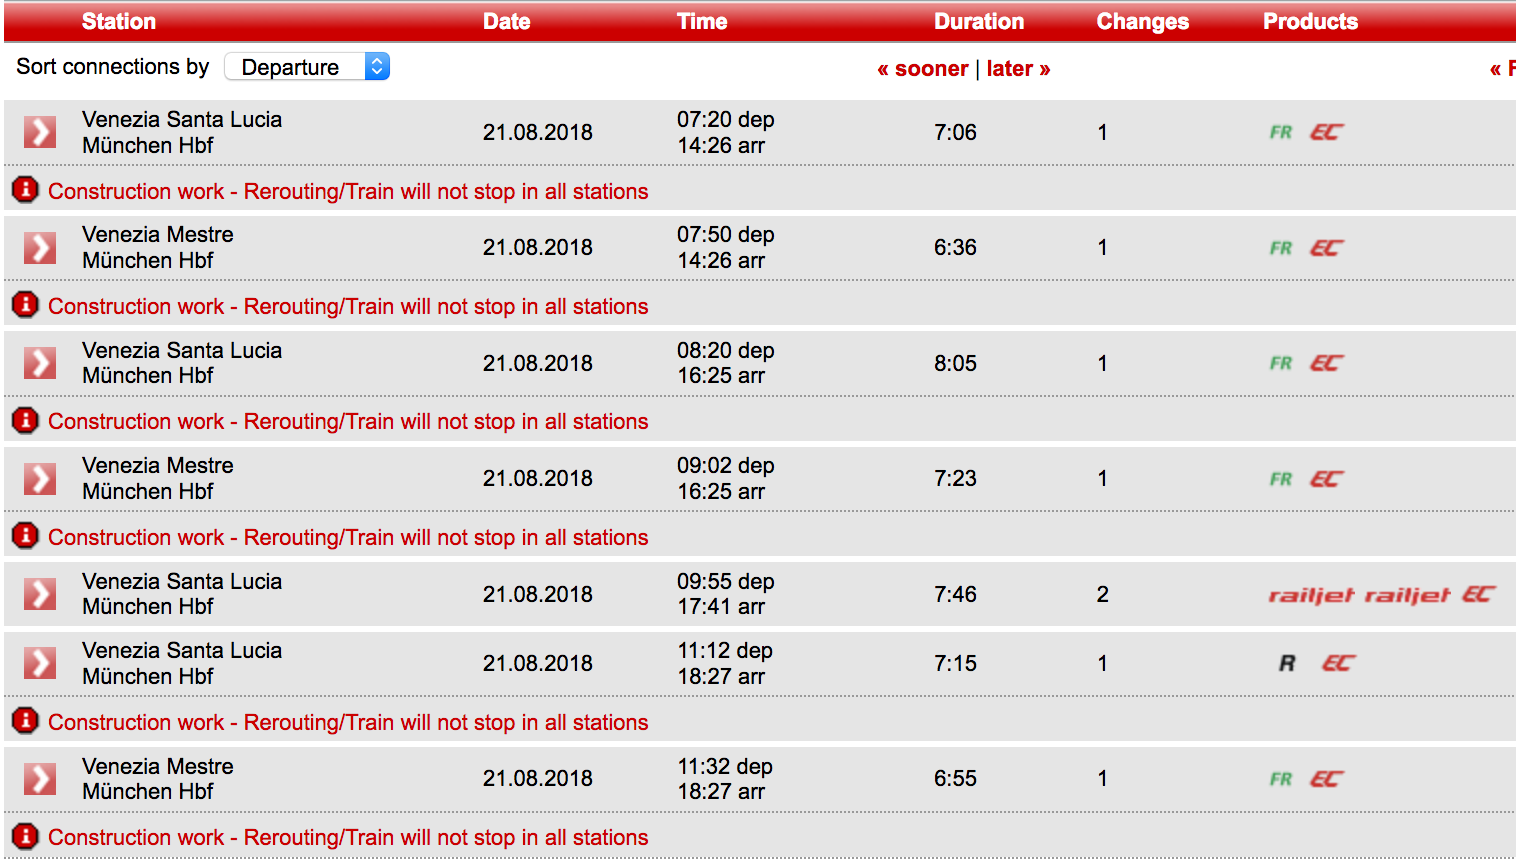 Station Date Time Duration Changes Products
Sort connections by Departure « sooner | later » «
Venezia Santa Lucia 21.08.2018 07:20 dep 7:06 1 FR EC
München Hbf 14:26 arr
Construction work - Rerouting/Train will not stop in all stations
Venezia Mestre 21.08.2018 07:50 dep 6:36 1 FR EC
München Hbf 14:26 arr
Construction work - Rerouting/Train will not stop in all stations
Venezia Santa Lucia 21.08.2018 08:20 dep 8:05 1 FR EC
München Hbf 16:25 arr
Construction work - Rerouting/Train will not stop in all stations
Venezia Mestre 21.08.2018 09:02 dep 7:23 1 FR EC
München Hbf 16:25 arr
Construction work - Rerouting/Train will not stop in all stations
Venezia Santa Lucia 21.08.2018 09:55 dep 7:46 2 railjet railjet EC
München Hbf 17:41 arr
Venezia Santa Lucia 21.08.2018 11:12 dep 7:15 1 R EC
München Hbf 18:27 arr
Construction work - Rerouting/Train will not stop in all stations
Venezia Mestre 21.08.2018 11:32 dep 6:55 1 FR EC
München Hbf 18:27 arr
Construction work - Rerouting/Train will not stop in all stations